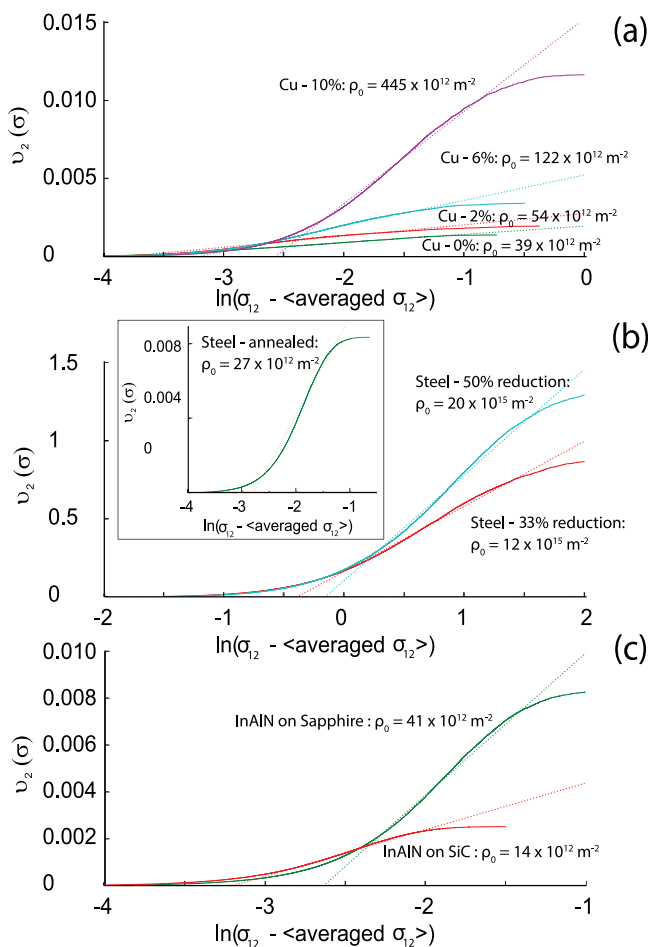 0.015
(a)
Cu - 10%: ρ₀ = 445 x 10¹² m⁻²
0.010
Cu - 6%: ρ₀ = 122 x 10¹² m⁻²
υ₂ (σ)
0.005
Cu - 2%: ρ₀ = 54 x 10¹² m⁻²
Cu - 0%: ρ₀ = 39 x 10¹² m⁻²
0
-4 -3 -2 -1 0
ln(σ₁₂ - <averaged σ₁₂>)
(b)
1.5
Steel - annealed:
ρ₀ = 27 x 10¹² m⁻²
0.008
0.004
0
υ₂ (σ)
-4 -3 -2 -1
ln(σ₁₂ - <averaged σ₁₂>)
Steel - 50% reduction:
ρ₀ = 20 x 10¹⁵ m⁻²
1
υ₂ (σ)
0.5
Steel - 33% reduction:
ρ₀ = 12 x 10¹⁵ m⁻²
0
-2 -1 0 1 2
ln(σ₁₂ - <averaged σ₁₂>)
0.010
(c)
InAlN on Sapphire : ρ₀ = 41 x 10¹² m⁻²
0.008
0.006
υ₂ (σ)
0.004
0.002
InAlN on SiC : ρ₀ = 14 x 10¹² m⁻²
0
-4 -3 -2 -1
ln(σ₁₂ - <averaged σ₁₂>)